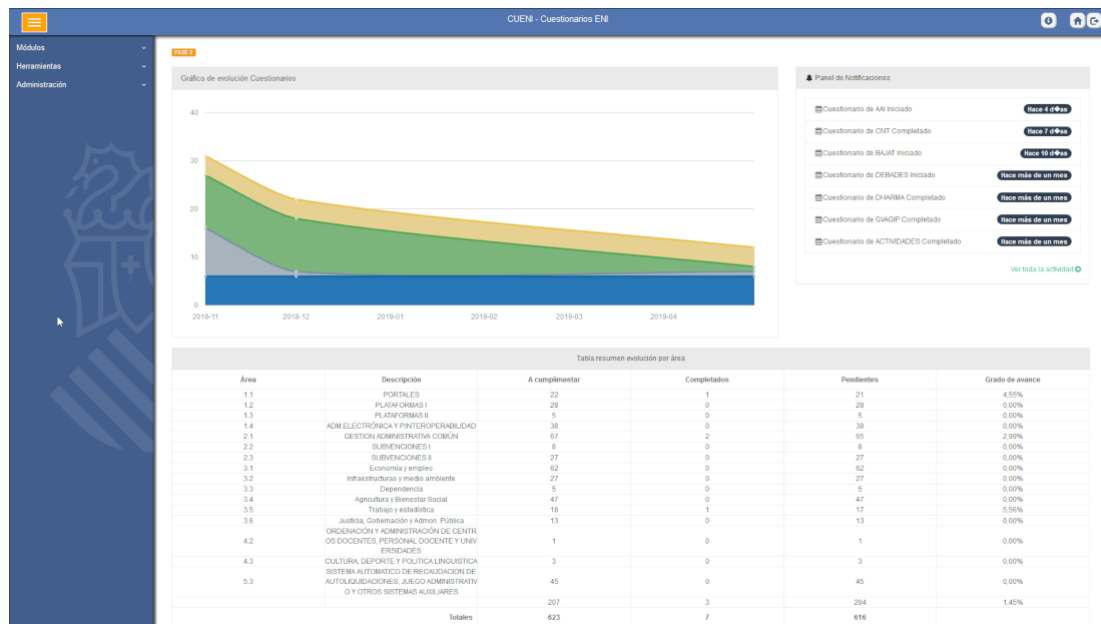 CUENI - Cuestionarios ENI
Módulos
Herramientas
Administración
FASE 2
Gráfico de evolución Cuestionarios
40
30
20
10
0
2018-11
2018-12
2019-01
2019-02
2019-03
2019-04
Panel de Notificaciones
Cuestionario de AAI Iniciado Hace 4 d�as
Cuestionario de CNT Completado Hace 7 d�as
Cuestionario de BAJAT Iniciado Hace 10 d�as
Cuestionario de DEBADES Iniciado Hace más de un mes
Cuestionario de DHARMA Completado Hace más de un mes
Cuestionario de GVAGIP Completado Hace más de un mes
Cuestionario de ACTIVIDADES Completado Hace más de un mes
Ver toda la actividad
Tabla resumen evolución por área
Área Descripción A cumplimentar Completados Pendientes Grado de avance
1.1 PORTALES 22 1 21 4,55%
1.2 PLATAFORMAS I 28 0 28 0,00%
1.3 PLATAFORMAS II 5 0 5 0,00%
1.4 ADM.ELECTRÓNICA Y P.INTEROPERABILIDAD 38 0 38 0,00%
2.1 GESTION ADMINISTRATIVA COMÚN 67 2 65 2,99%
2.2 SUBVENCIONES I 8 0 8 0,00%
2.3 SUBVENCIONES II 27 0 27 0,00%
3.1 Economía y empleo 62 0 62 0,00%
3.2 Infraestructuras y medio ambiente 27 0 27 0,00%
3.3 Dependencia 5 0 5 0,00%
3.4 Agricultura y Bienestar Social 47 0 47 0,00%
3.5 Trabajo y estadística 18 1 17 5,56%
3.6 Justicia, Gobernación y Admon. Pública 13 0 13 0,00%
ORDENACIÓN Y ADMINISTRACIÓN DE CENTR
4.2 OS DOCENTES, PERSONAL DOCENTE Y UNIV 1 0 1 0,00%
ERSIDADES
4.3 CULTURA, DEPORTE Y POLITICA LINGUISTICA 3 0 3 0,00%
SISTEMA AUTOMATICO DE RECAUDACION DE
5.3 AUTOLIQUIDACIONES, JUEGO ADMINISTRATIV 45 0 45 0,00%
O Y OTROS SISTEMAS AUXILIARES
207 3 204 1,45%
Totales 623 7 616